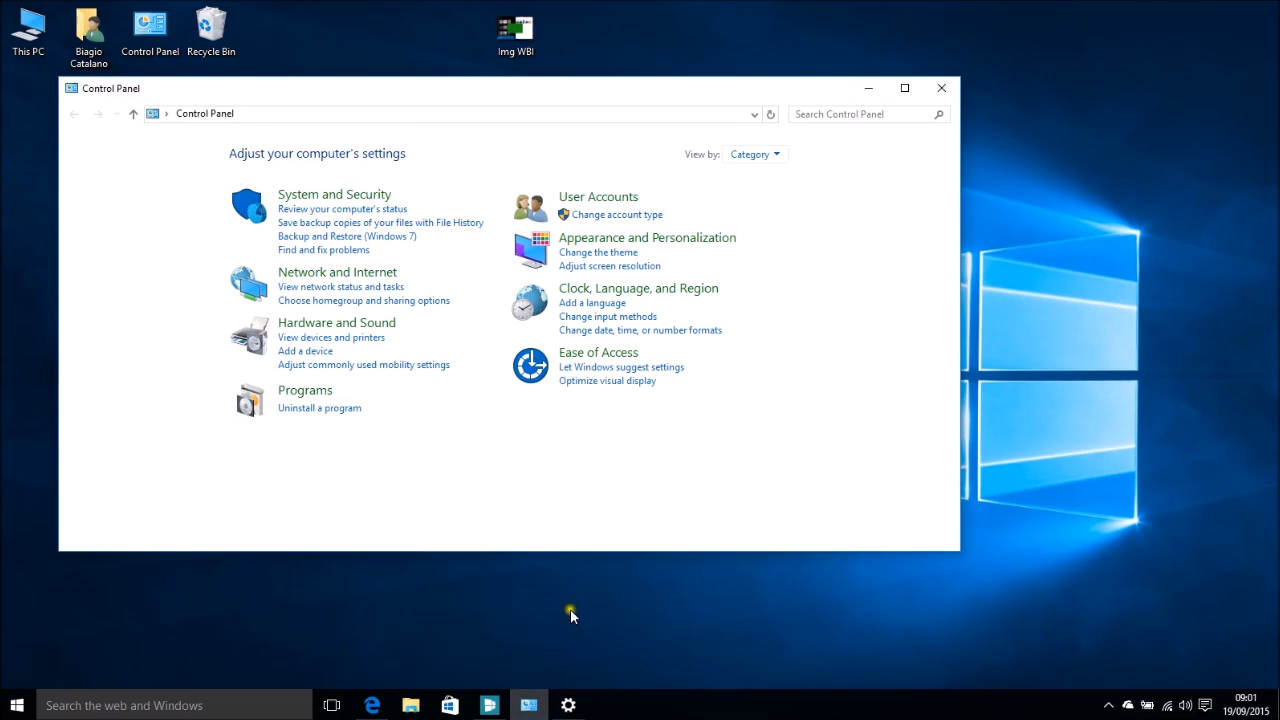 This PC
Biagio
Catalano
Control Panel
Recycle Bin
Img WBI
Control Panel
Control Panel
Search Control Panel
Adjust your computer's settings
View by: Category
System and Security
Review your computer's status
Save backup copies of your files with File History
Backup and Restore (Windows 7)
Find and fix problems
Network and Internet
View network status and tasks
Choose homegroup and sharing options
Hardware and Sound
View devices and printers
Add a device
Adjust commonly used mobility settings
Programs
Uninstall a program
User Accounts
Change account type
Appearance and Personalization
Change the theme
Adjust screen resolution
Clock, Language, and Region
Add a language
Change input methods
Change date, time, or number formats
Ease of Access
Let Windows suggest settings
Optimize visual display
Search the web and Windows
09:01
19/09/2015